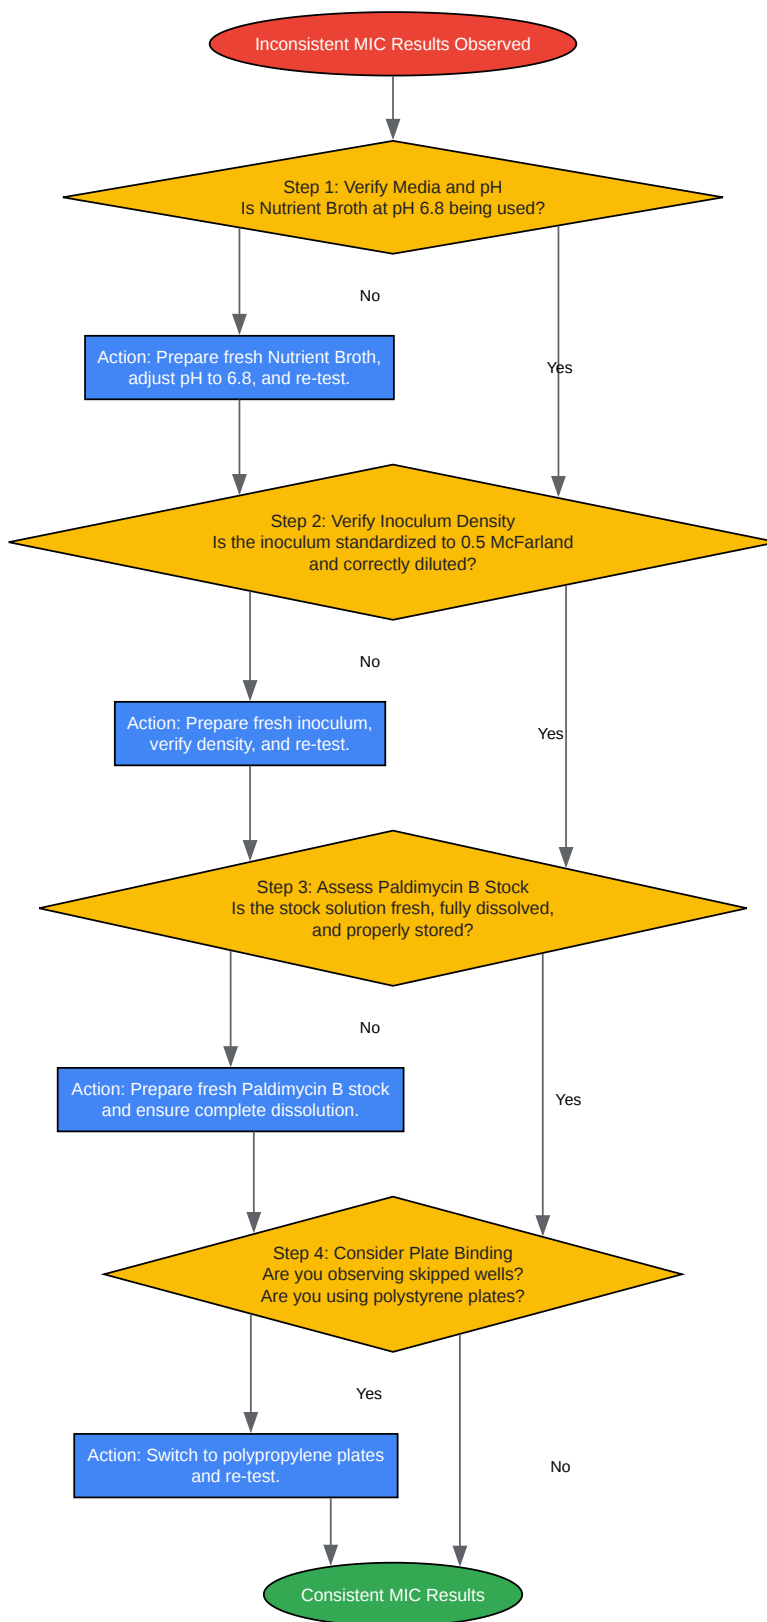 Inconsistent MIC Results Observed
Step 1: Verify Media and pH
Is Nutrient Broth at pH 6.8 being used?
No
Action: Prepare fresh Nutrient Broth,
adjust pH to 6.8, and re-test.
Yes
Step 2: Verify Inoculum Density
Is the inoculum standardized to 0.5 McFarland
and correctly diluted?
No
Action: Prepare fresh inoculum,
verify density, and re-test.
Yes
Step 3: Assess Paldimycin B Stock
Is the stock solution fresh, fully dissolved,
and properly stored?
No
Action: Prepare fresh Paldimycin B stock
and ensure complete dissolution.
Yes
Step 4: Consider Plate Binding
Are you observing skipped wells?
Are you using polystyrene plates?
Yes
Action: Switch to polypropylene plates
and re-test.
No
Consistent MIC Results